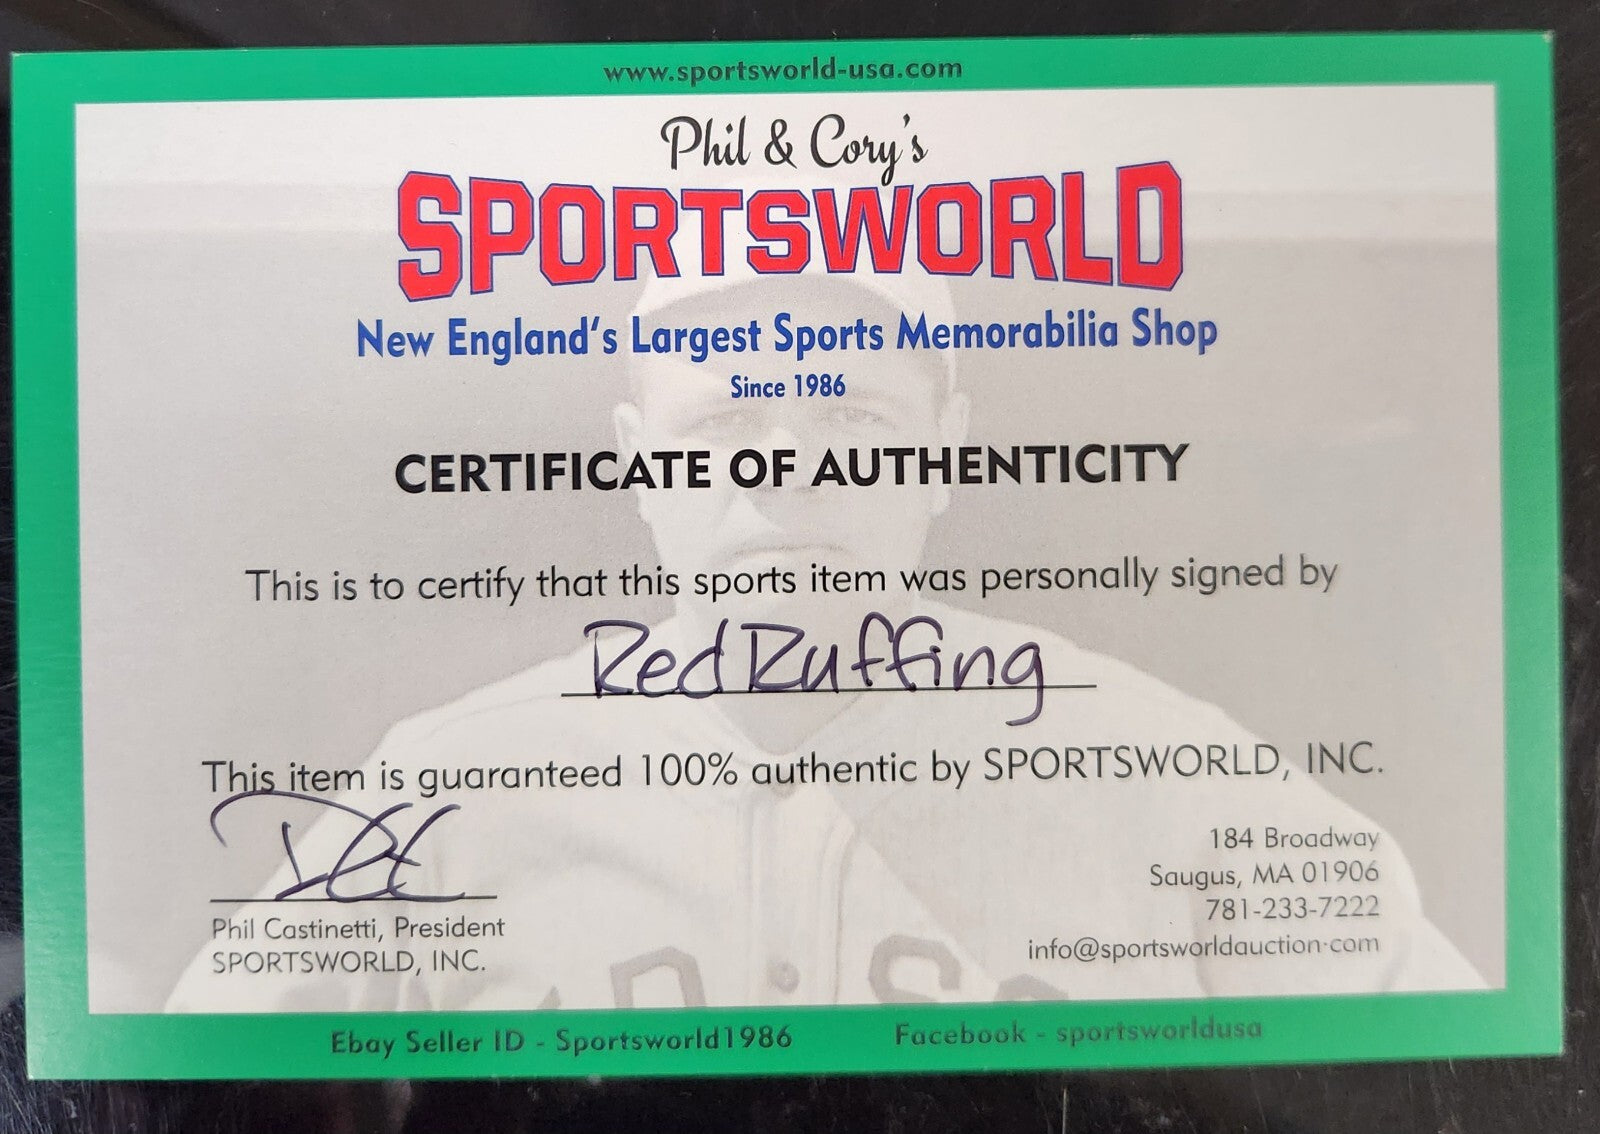 www.sportsworld-usa.com
Phil & Cory's
SPORTSWORLD
New England's Largest Sports Memorabilia Shop
Since 1986
CERTIFICATE OF AUTHENTICITY
This is to certify that this sports item was personally signed by
Red Ruffing
This item is guaranteed 100% authentic by SPORTSWORLD, INC.
Phil Castinetti, President
SPORTSWORLD, INC.
184 Broadway
Saugus, MA 01906
781-233-7222
info@sportsworldauction.com
Ebay Seller ID - Sportsworld1986
Facebook - sportsworldusa